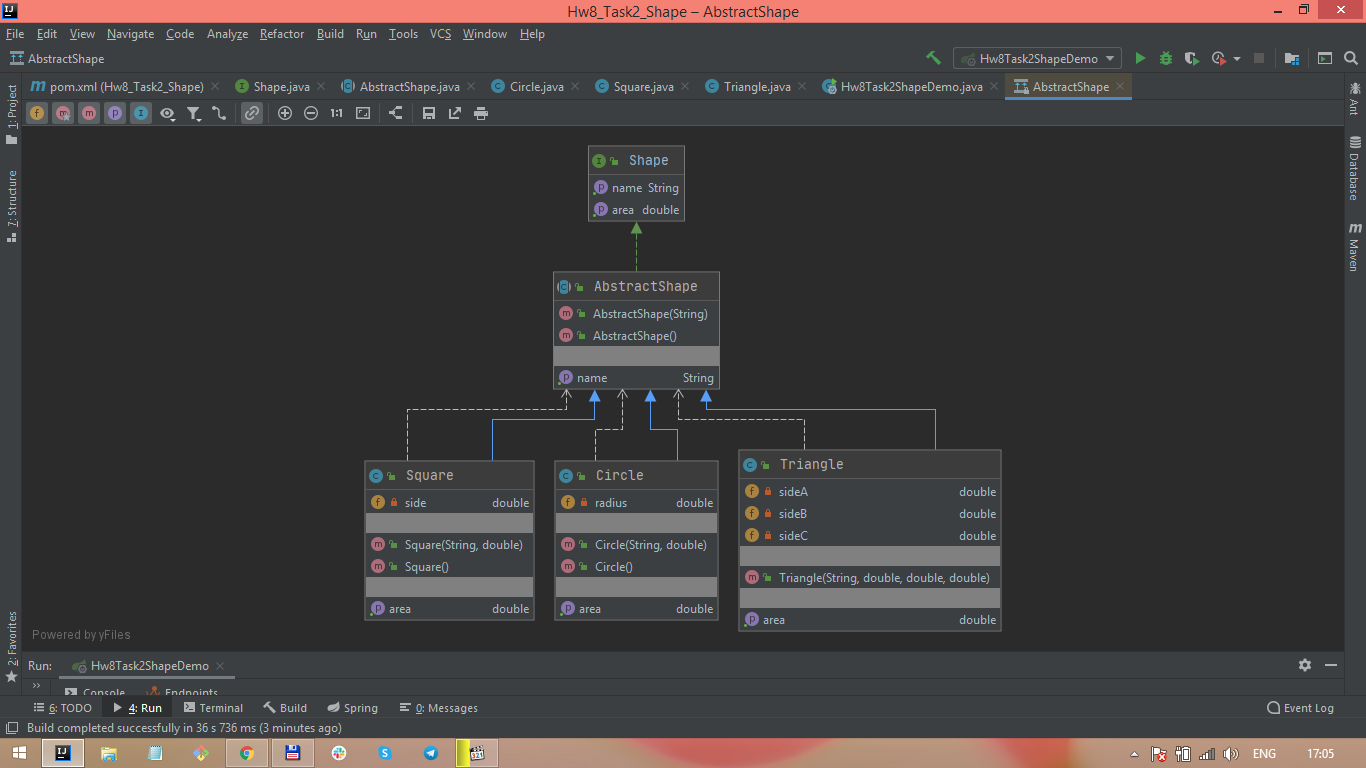 Hw8_Task2_Shape – AbstractShape
File Edit View Navigate Code Analyze Refactor Build Run Tools VCS Window Help
AbstractShape
Hw8Task2ShapeDemo
pom.xml (Hw8_Task2_Shape) Shape.java AbstractShape.java Circle.java Square.java Triangle.java Hw8Task2ShapeDemo.java AbstractShape
1:1
1: Project
7: Structure
2: Favorites
Ant
Database
Maven
Shape
name String
area double
AbstractShape
AbstractShape(String)
AbstractShape()
name String
Square
side double
Square(String, double)
Square()
area double
Circle
radius double
Circle(String, double)
Circle()
area double
Triangle
sideA double
sideB double
sideC double
Triangle(String, double, double, double)
area double
Powered by yFiles
Run: Hw8Task2ShapeDemo
Console Endpoints
6: TODO 4: Run Terminal Build Spring 0: Messages Event Log
Build completed successfully in 36 s 736 ms (3 minutes ago)
ENG 17:05